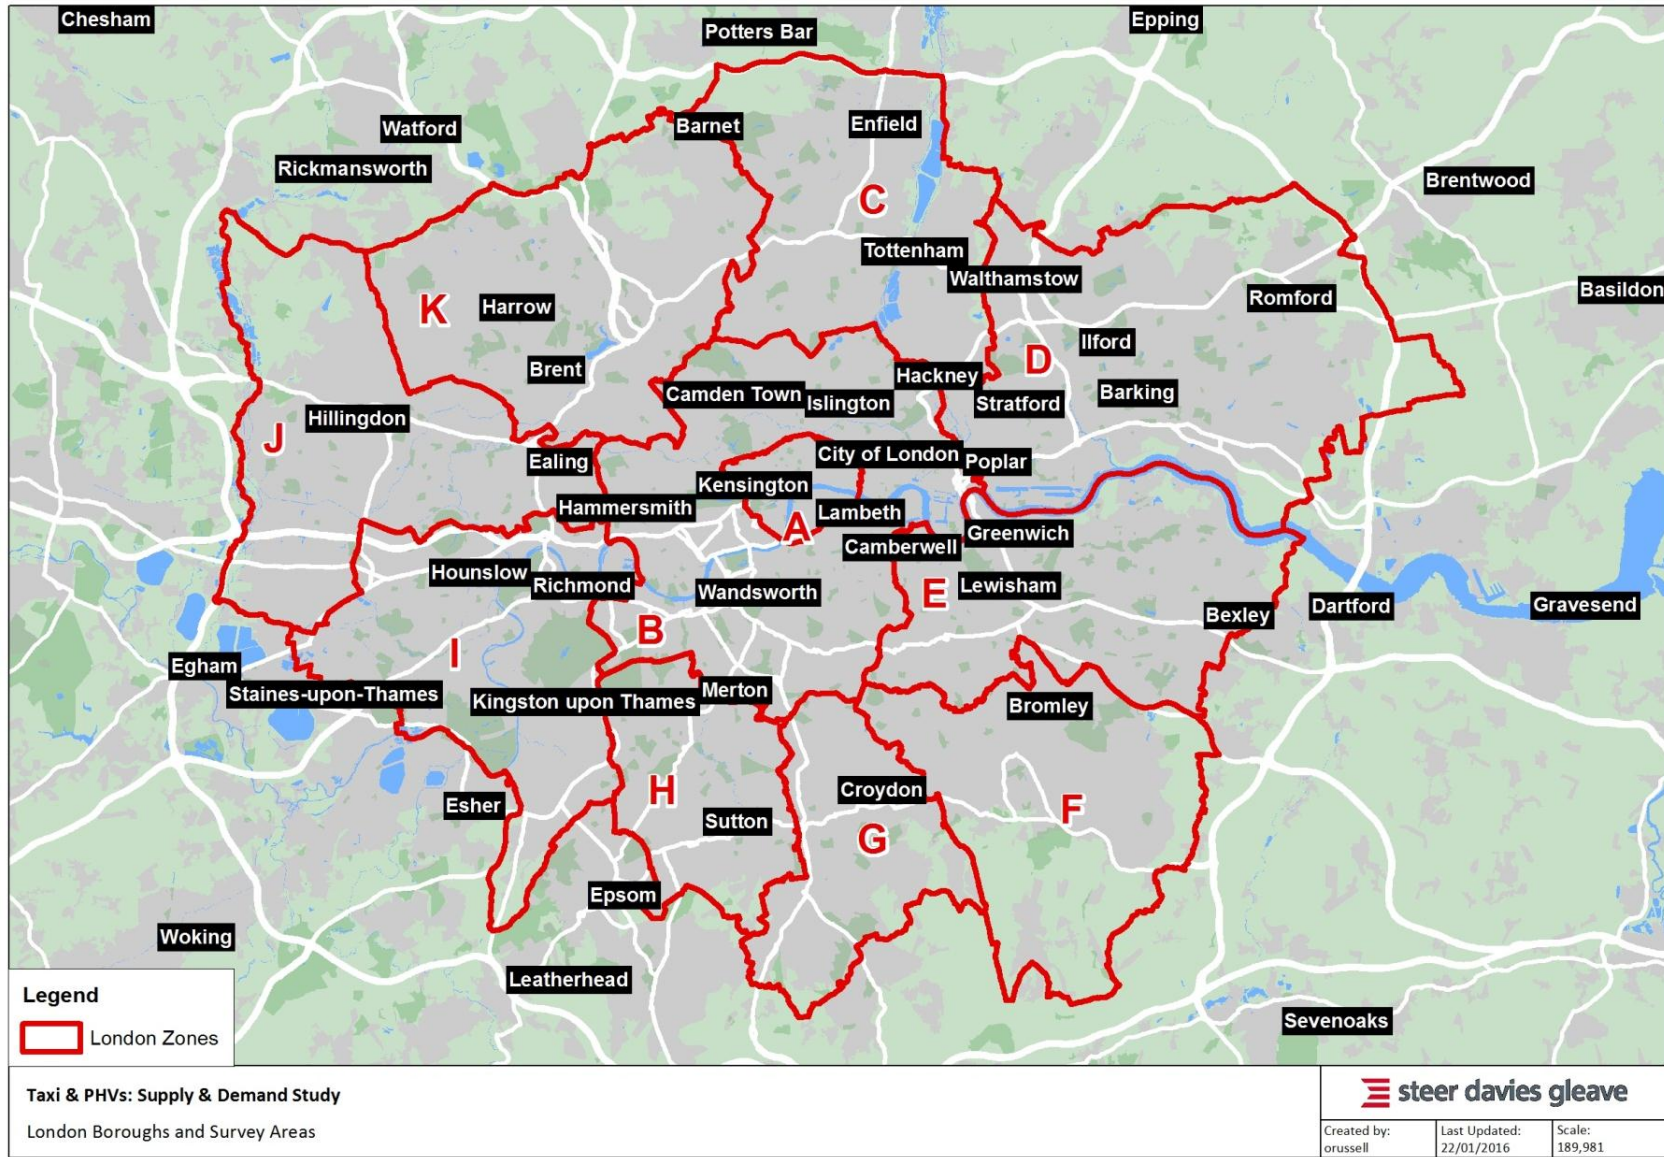 Chesham
Potters Bar
Epping
Watford
Barnet
Enfield
Rickmansworth
Brentwood
C
Tottenham
Walthamstow
Basildon
Romford
K
Harrow
Ilford
D
Brent
Hackney
Camden Town
Islington
Stratford
Barking
Hillingdon
J
Ealing
City of London
Poplar
Kensington
Hammersmith
Lambeth
A
Greenwich
Camberwell
Hounslow
Richmond
Wandsworth
E
Lewisham
Dartford
Gravesend
Bexley
B
I
Egham
Staines-upon-Thames
Kingston upon Thames
Merton
Bromley
H
Croydon
F
Esher
Sutton
G
Epsom
Woking
Leatherhead
Sevenoaks
Legend
London Zones
Taxi & PHVs: Supply & Demand Study
London Boroughs and Survey Areas
steer davies gleave
Created by:
orussell
Last Updated:
22/01/2016
Scale:
189,981